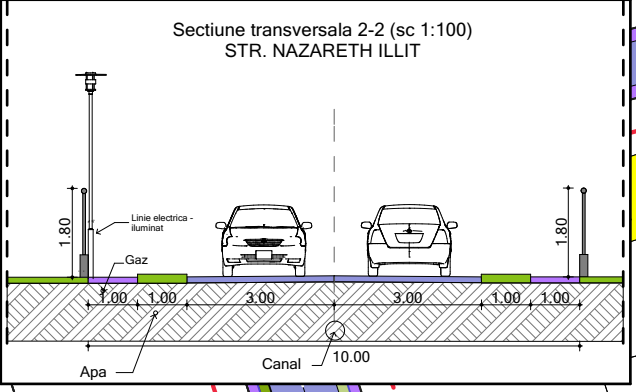 Sectiune transversala 2-2 (sc 1:100)
STR. NAZARETH ILLIT
1.80
Linie electrica -
iluminat
1.80
Gaz
1.00 1.00 3.00 3.00 1.00 1.00
10.00
Canal
Apa